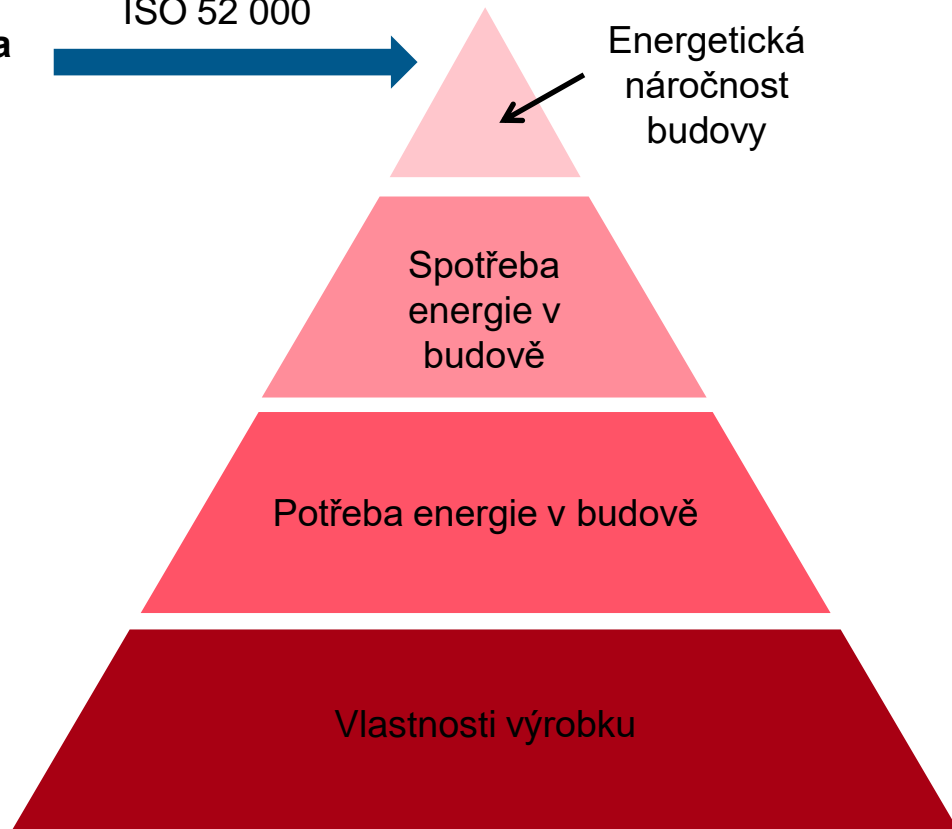 ISO 52 000
a
Energetická
náročnost
budovy
Spotřeba
energie v
budově
Potřeba energie v budově
Vlastnosti výrobku